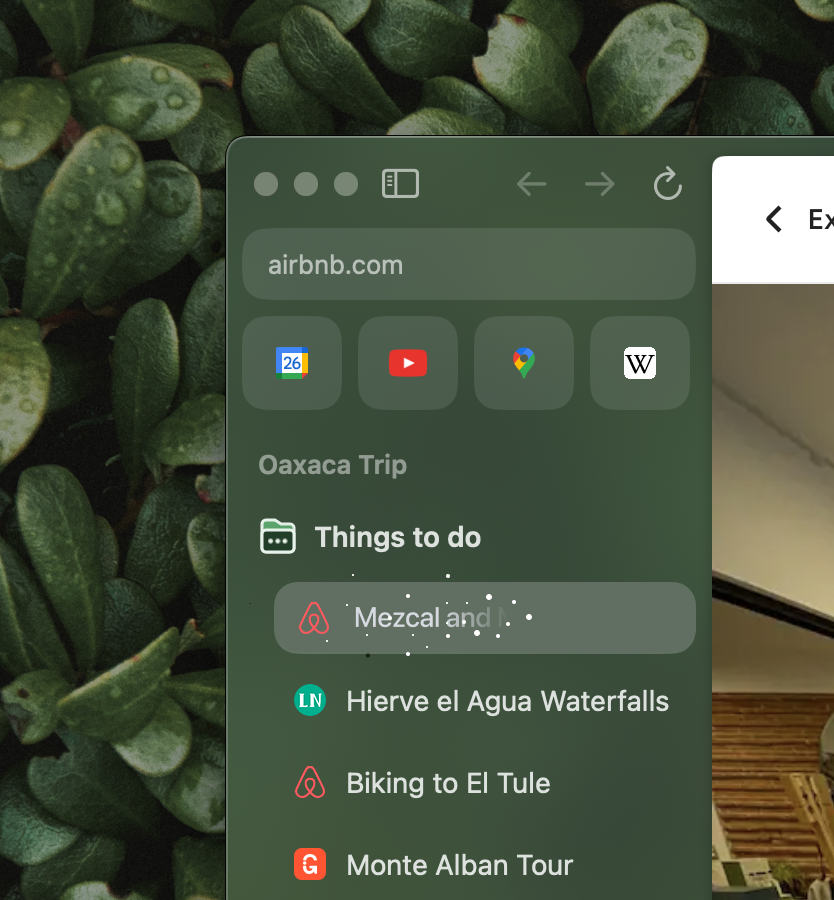 Ex
airbnb.com
26
W
Oaxaca Trip
Things to do
Mezcal and
LN
Hierve el Agua Waterfalls
Biking to El Tule
G
Monte Alban Tour